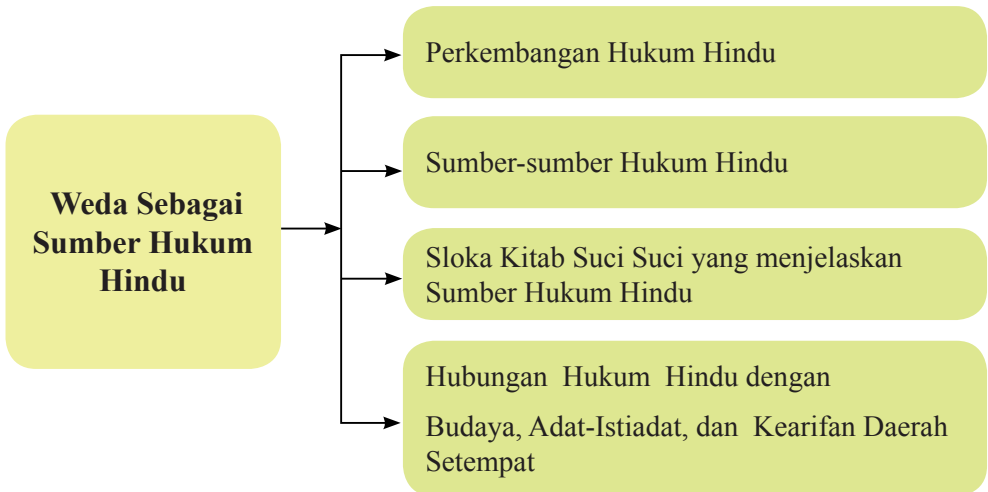 Weda Sebagai
Sumber Hukum
Hindu
Perkembangan Hukum Hindu
Sumber-sumber Hukum Hindu
Sloka Kitab Suci Suci yang menjelaskan
Sumber Hukum Hindu
Hubungan Hukum Hindu dengan
Budaya, Adat-Istiadat, dan Kearifan Daerah
Setempat